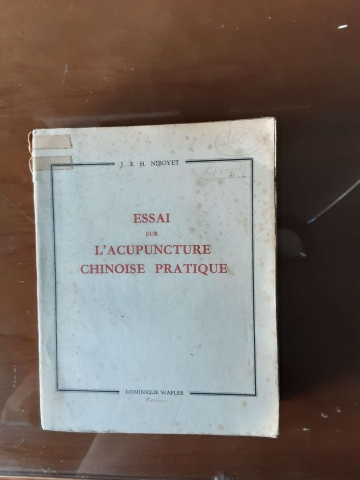 J. E. H. NIBOYET
ESSAI
SUR
L'ACUPUNCTURE
CHINOISE PRATIQUE
DOMINIQUE WAPLER